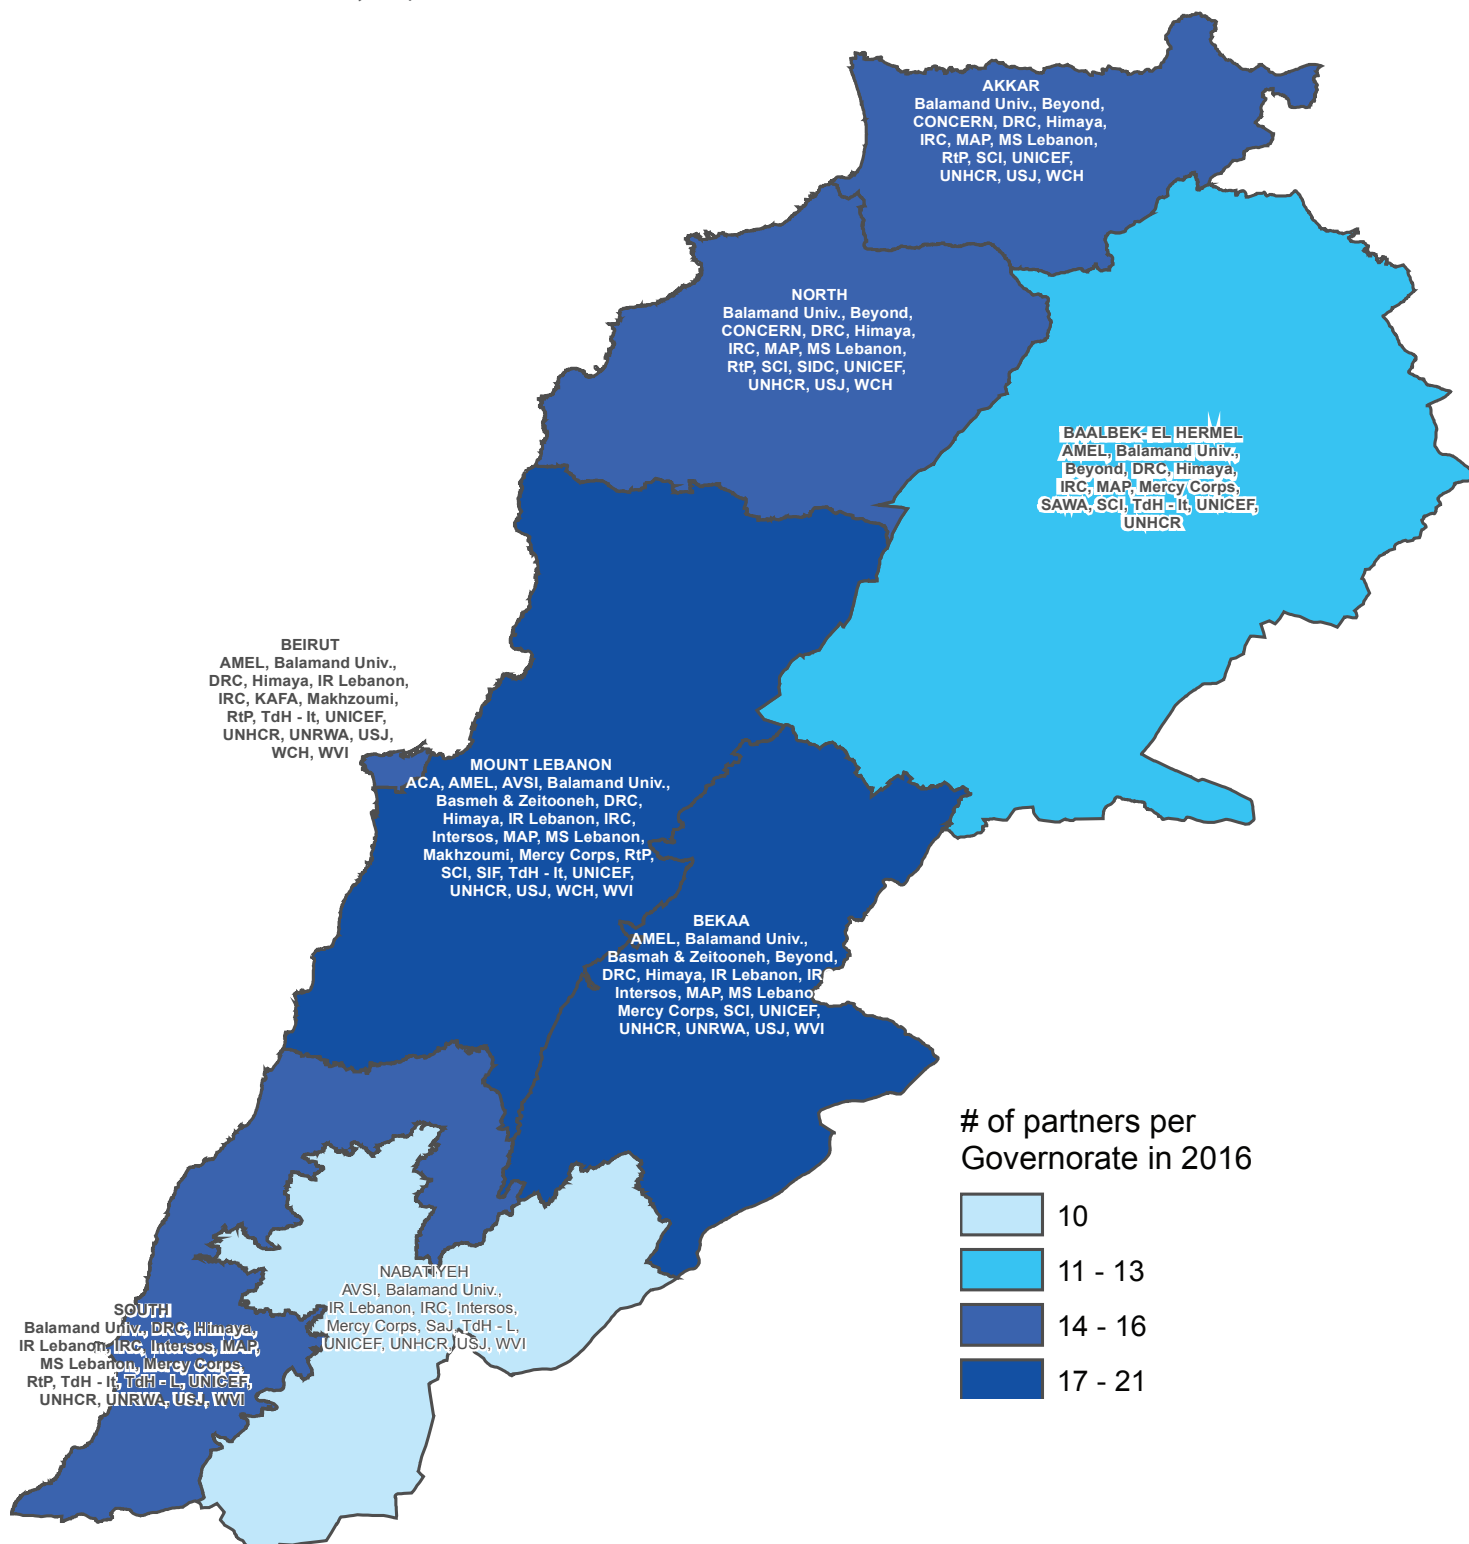 AKKAR
Balamand Univ., Beyond,
CONCERN, DRC, Himaya,
IRC, MAP, MS Lebanon,
RtP, SCI, UNICEF,
UNHCR, USJ, WCH
NORTH
Balamand Univ., Beyond,
CONCERN, DRC, Himaya,
IRC, MAP, MS Lebanon,
RtP, SCI, SIDC, UNICEF,
UNHCR, USJ, WCH
BAALBEK- EL HERMEL
AMEL, Balamand Univ.,
Beyond, DRC, Himaya,
IRC, MAP, Mercy Corps,
SAWA, SCI, TdH - It, UNICEF,
UNHCR
BEIRUT
AMEL, Balamand Univ.,
DRC, Himaya, IR Lebanon,
IRC, KAFA, Makhzoumi,
RtP, TdH - It, UNICEF,
UNHCR, UNRWA, USJ,
WCH, WVI
MOUNT LEBANON
ACA, AMEL, AVSI, Balamand Univ.,
Basmeh & Zeitooneh, DRC,
Himaya, IR Lebanon, IRC,
Intersos, MAP, MS Lebanon,
Makhzoumi, Mercy Corps, RtP,
SCI, SIF, TdH - It, UNICEF,
UNHCR, USJ, WCH, WVI
BEKAA
AMEL, Balamand Univ.,
Basmah & Zeitooneh, Beyond,
DRC, Himaya, IR Lebanon, IR
Intersos, MAP, MS Lebano
Mercy Corps, SCI, UNICEF,
UNHCR, UNRWA, USJ, WVI
NABATIYEH
AVSI, Balamand Univ.,
IR Lebanon, IRC, Intersos,
Mercy Corps, SaJ, TdH - L,
UNICEF, UNHCR, USJ, WVI
SOUTH
Balamand Univ., DRC, Himaya,
IR Lebanon, IRC, Intersos, MAP,
MS Lebanon, Mercy Corps,
RtP, TdH - It, TdH - L, UNICEF,
UNHCR, UNRWA, USJ, WVI
# of partners per
Governorate in 2016
10
11 - 13
14 - 16
17 - 21